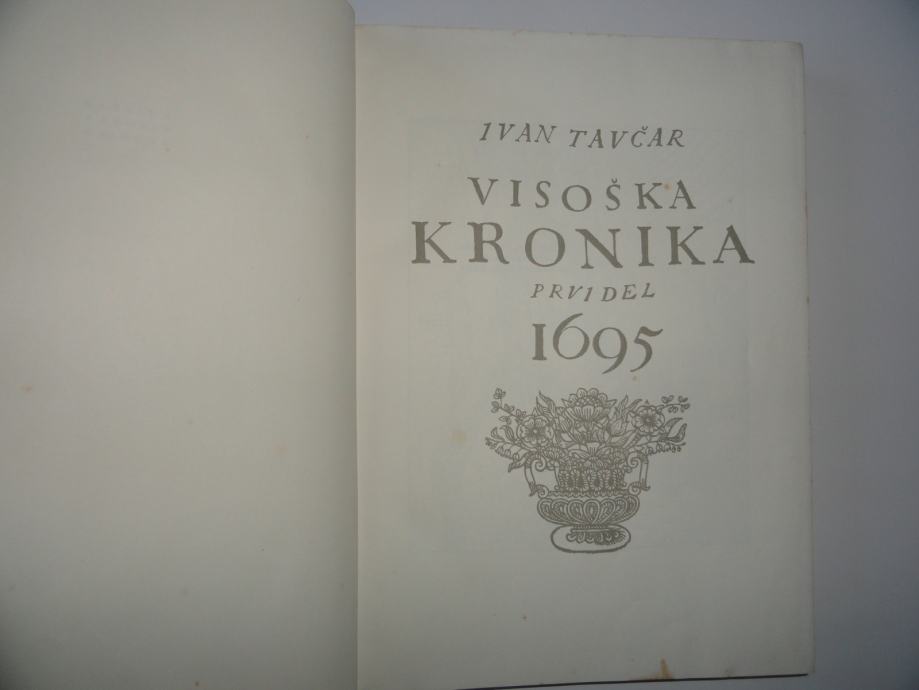 IVAN TAVČAR
VISOŠKA
KRONIKA
PRVI DEL
1695